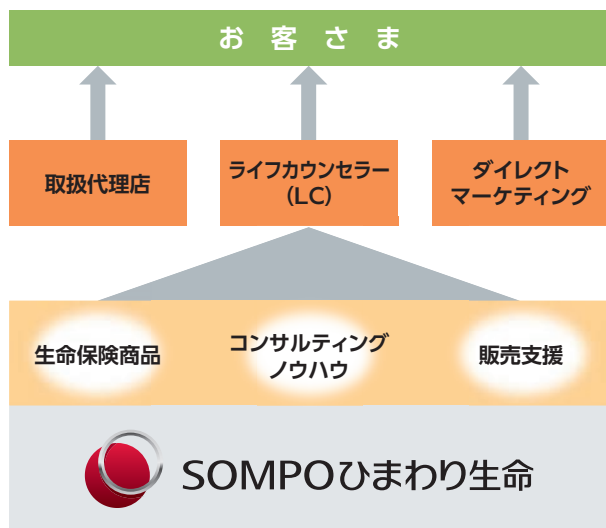 お客さま
取扱代理店
ライフカウンセラー
(LC)
ダイレクト
マーケティング
生命保険商品
コンサルティング
ノウハウ
販売支援
SOMPOひまわり生命